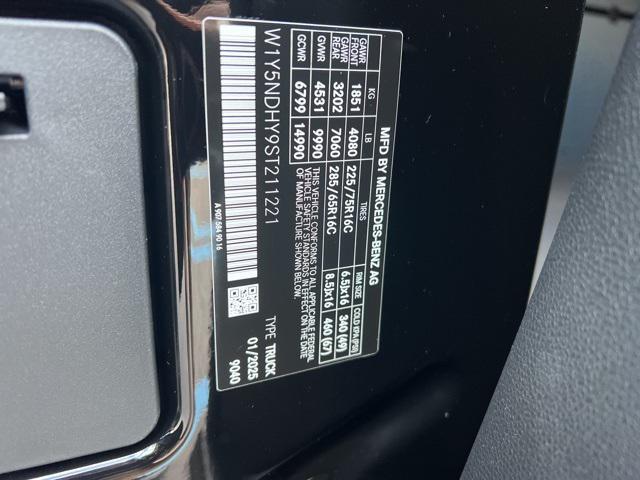 MFD BY MERCEDES-BENZ AG
KG LB TIRES RIM SIZE COLD KPA (PSI)
GAWR FRONT 1851 4080 225/75R16C 6.5Jx16 340 (49)
GAWR REAR 3202 7060 285/65R16C 8.5Jx16 460 (67)
GVWR 4531 9990
GCWR 6799 14990
THIS VEHICLE CONFORMS TO ALL APPLICABLE FEDERAL
VEHICLE SAFETY STANDARDS IN EFFECT ON THE DATE
OF MANUFACTURE SHOWN ABOVE.
W1Y5NDHY9ST211221 TYPE TRUCK
01/2025
A 907 584 90 16 9040